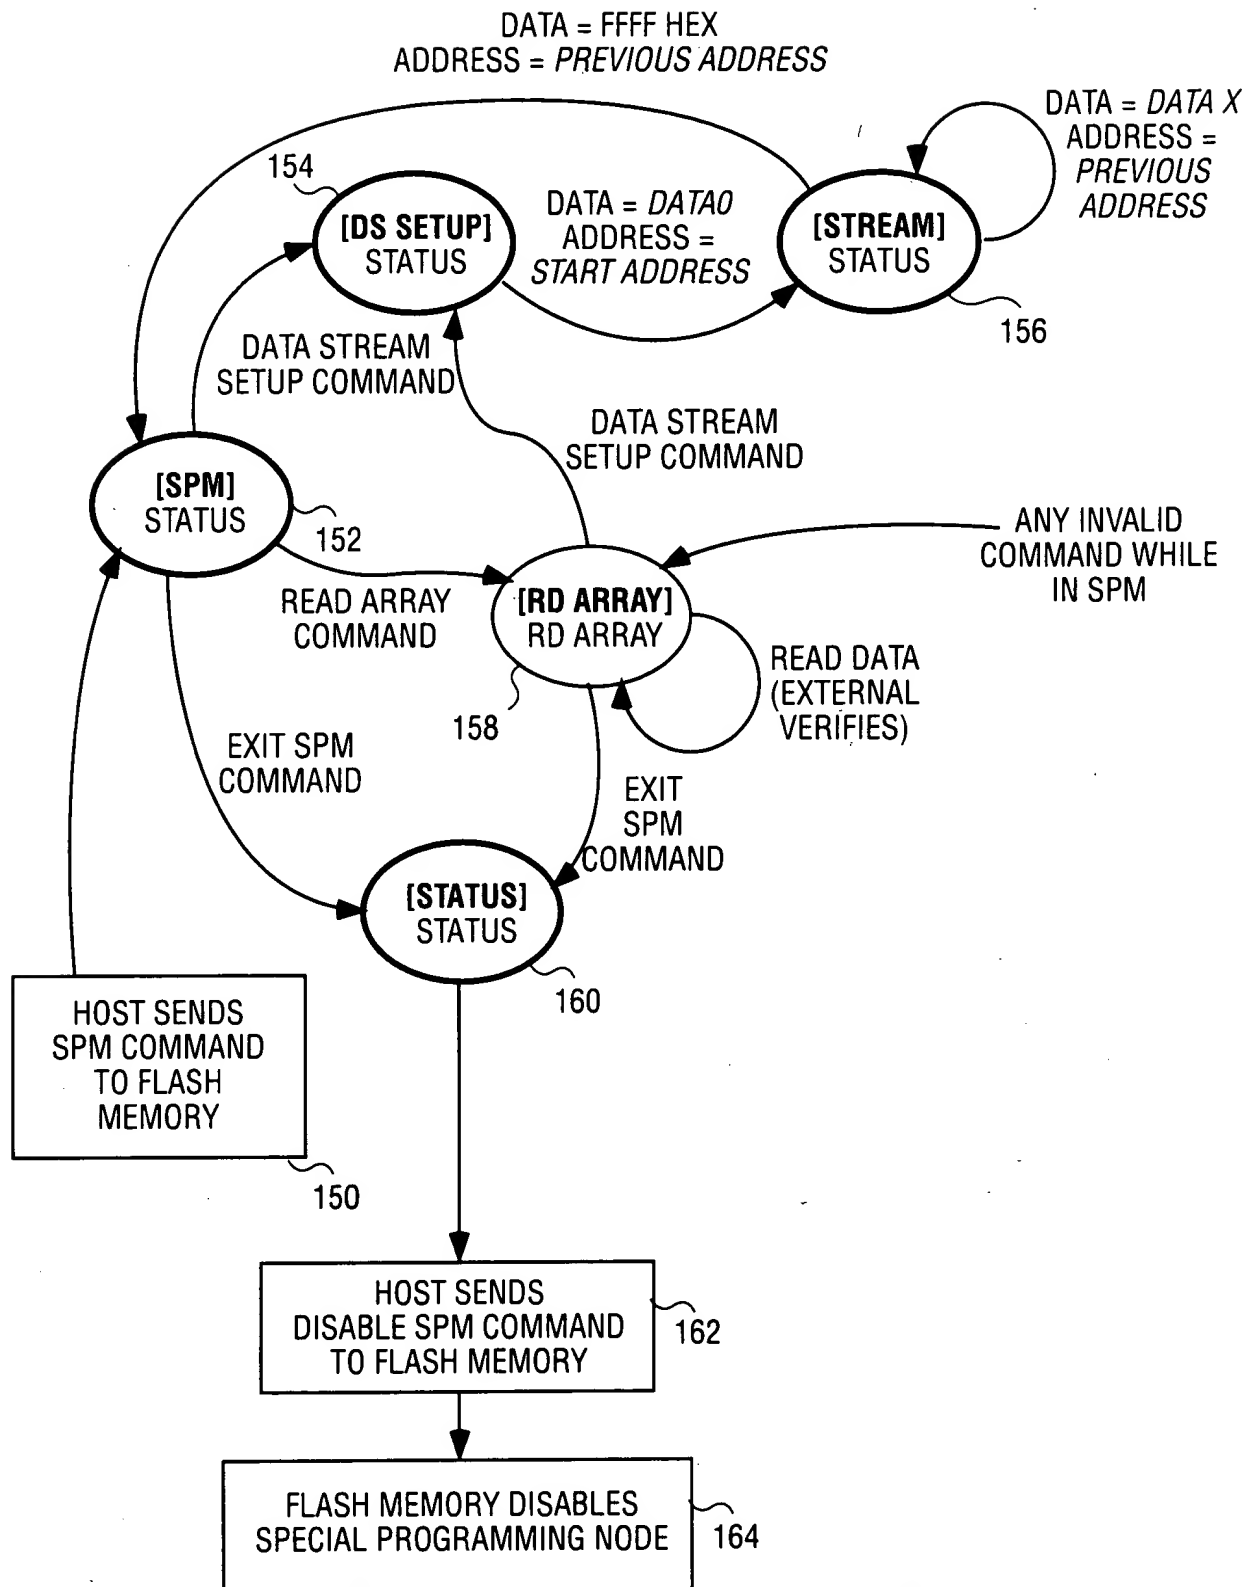 DATA = FFFF HEX
ADDRESS = PREVIOUS ADDRESS
DATA = DATA X
ADDRESS =
PREVIOUS
ADDRESS
154
[DS SETUP]
STATUS
DATA = DATA0
ADDRESS =
START ADDRESS
[STREAM]
STATUS
156
DATA STREAM
SETUP COMMAND
DATA STREAM
SETUP COMMAND
[SPM]
STATUS
152
ANY INVALID
COMMAND WHILE
IN SPM
READ ARRAY
COMMAND
[RD ARRAY]
RD ARRAY
158
READ DATA
(EXTERNAL
VERIFIES)
EXIT SPM
COMMAND
EXIT
SPM
COMMAND
[STATUS]
STATUS
160
HOST SENDS
SPM COMMAND
TO FLASH
MEMORY
150
HOST SENDS
DISABLE SPM COMMAND
TO FLASH MEMORY
162
FLASH MEMORY DISABLES
SPECIAL PROGRAMMING NODE
164